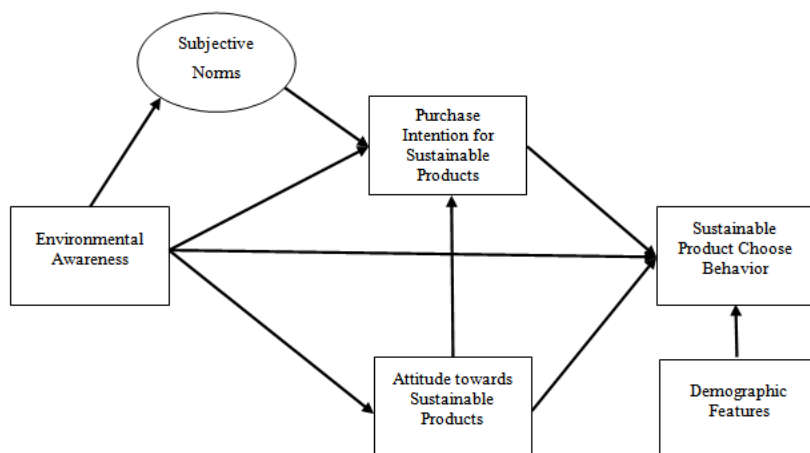 Subjective
Norms
Purchase
Intention for
Sustainable
Products
Environmental
Awareness
Sustainable
Product Choose
Behavior
Attitude towards
Sustainable
Products
Demographic
Features